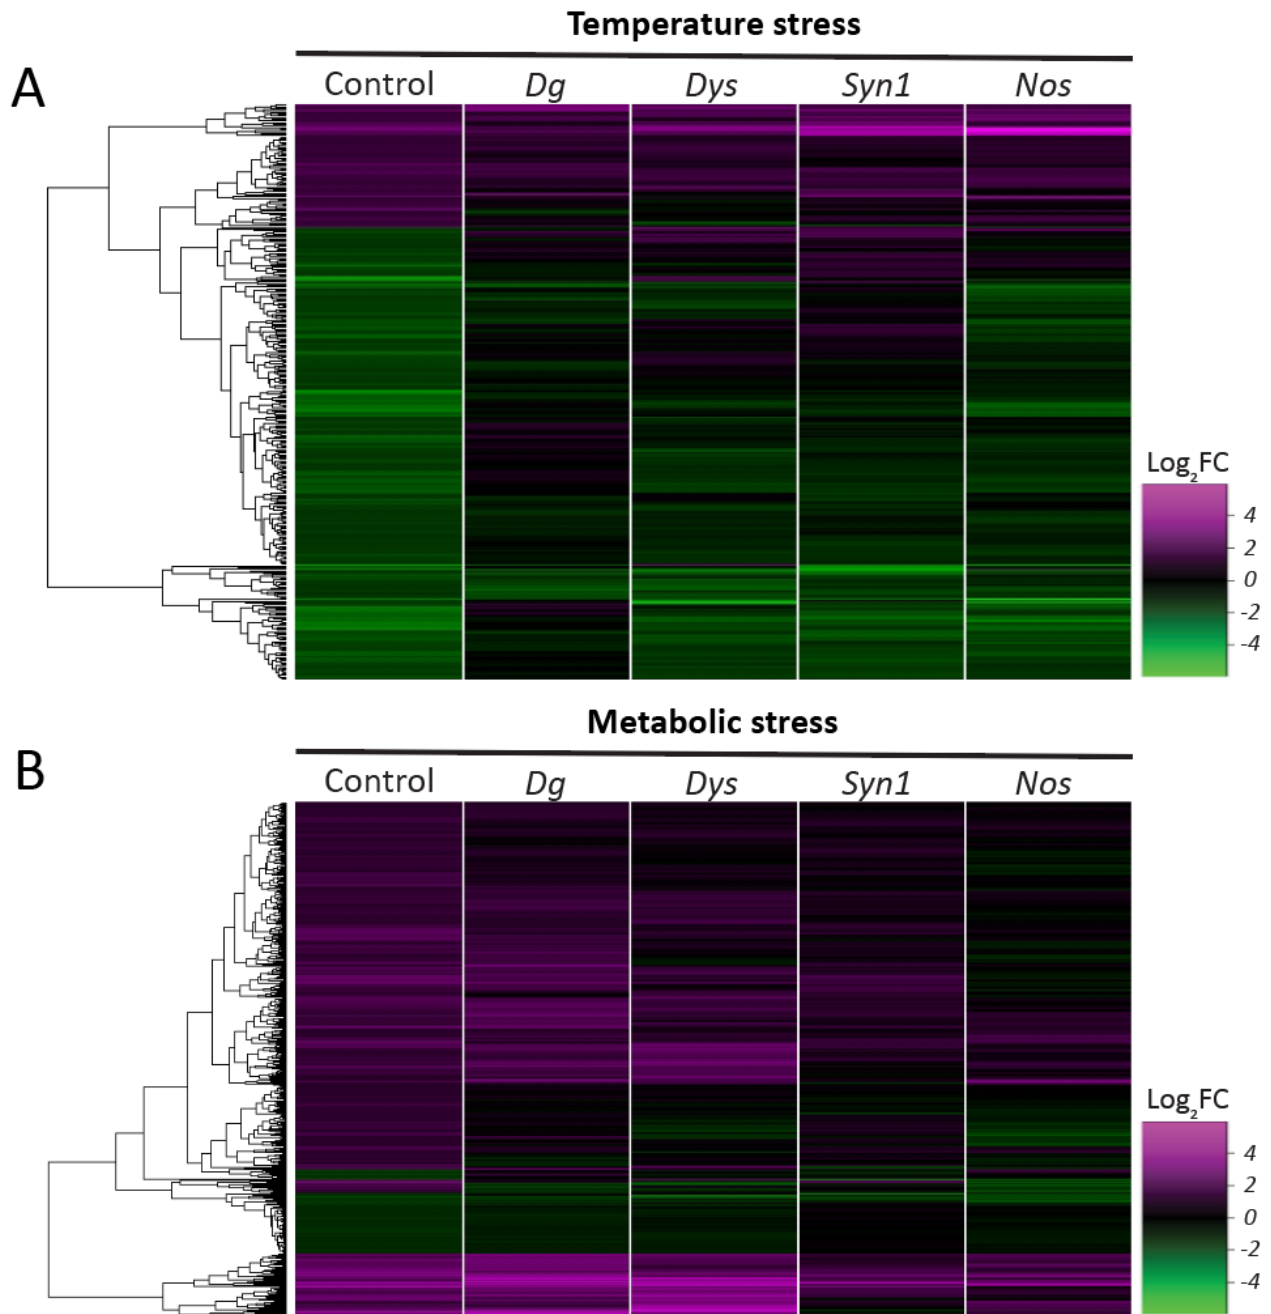 Temperature stress
A
Control Dg Dys Syn1 Nos
Log2FC
4
2
0
-2
-4
Metabolic stress
B
Control Dg Dys Syn1 Nos
Log2FC
4
2
0
-2
-4